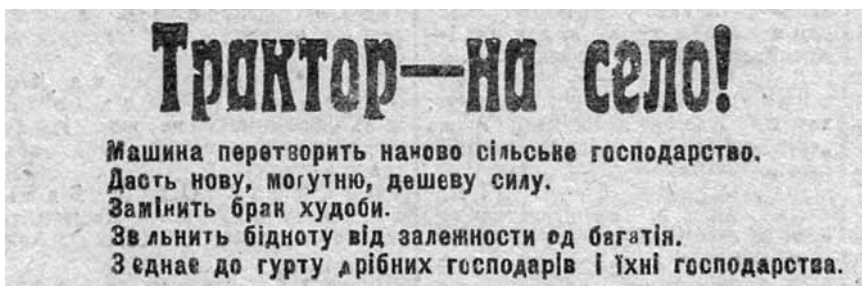 Трактор—на село!
Машина перетворить наново сільське господарство.
Дасть нову, могутню, дешеву силу.
Замінить брак худоби.
Звільнить бідноту від залежности од багатія.
З'єднає до гурту дрібних господарів і їхні господарства.